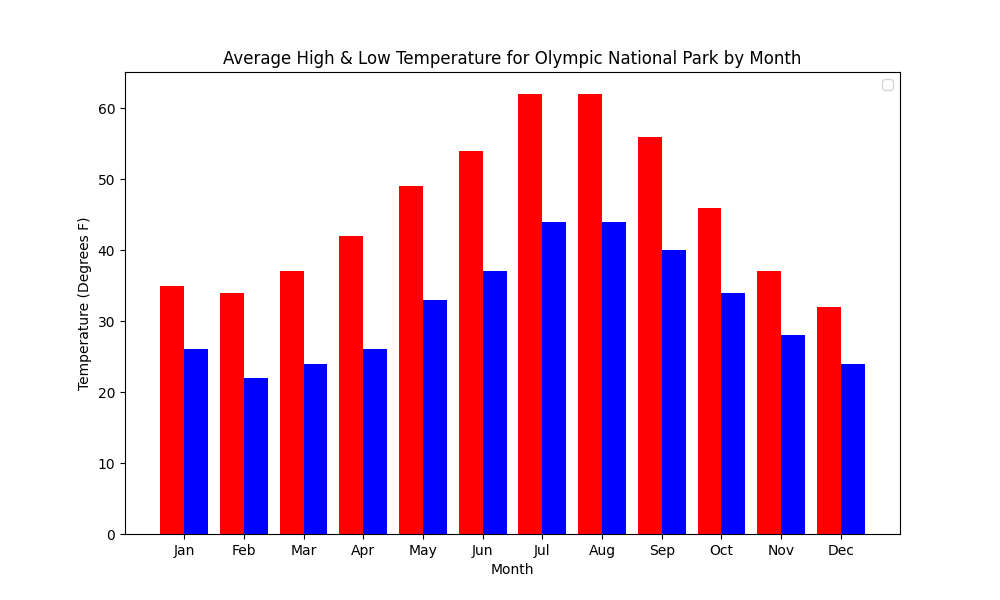 Average High & Low Temperature for Olympic National Park by Month
Temperature (Degrees F)
60
50
40
30
20
10
0
Jan Feb Mar Apr May Jun Jul Aug Sep Oct Nov Dec
Month